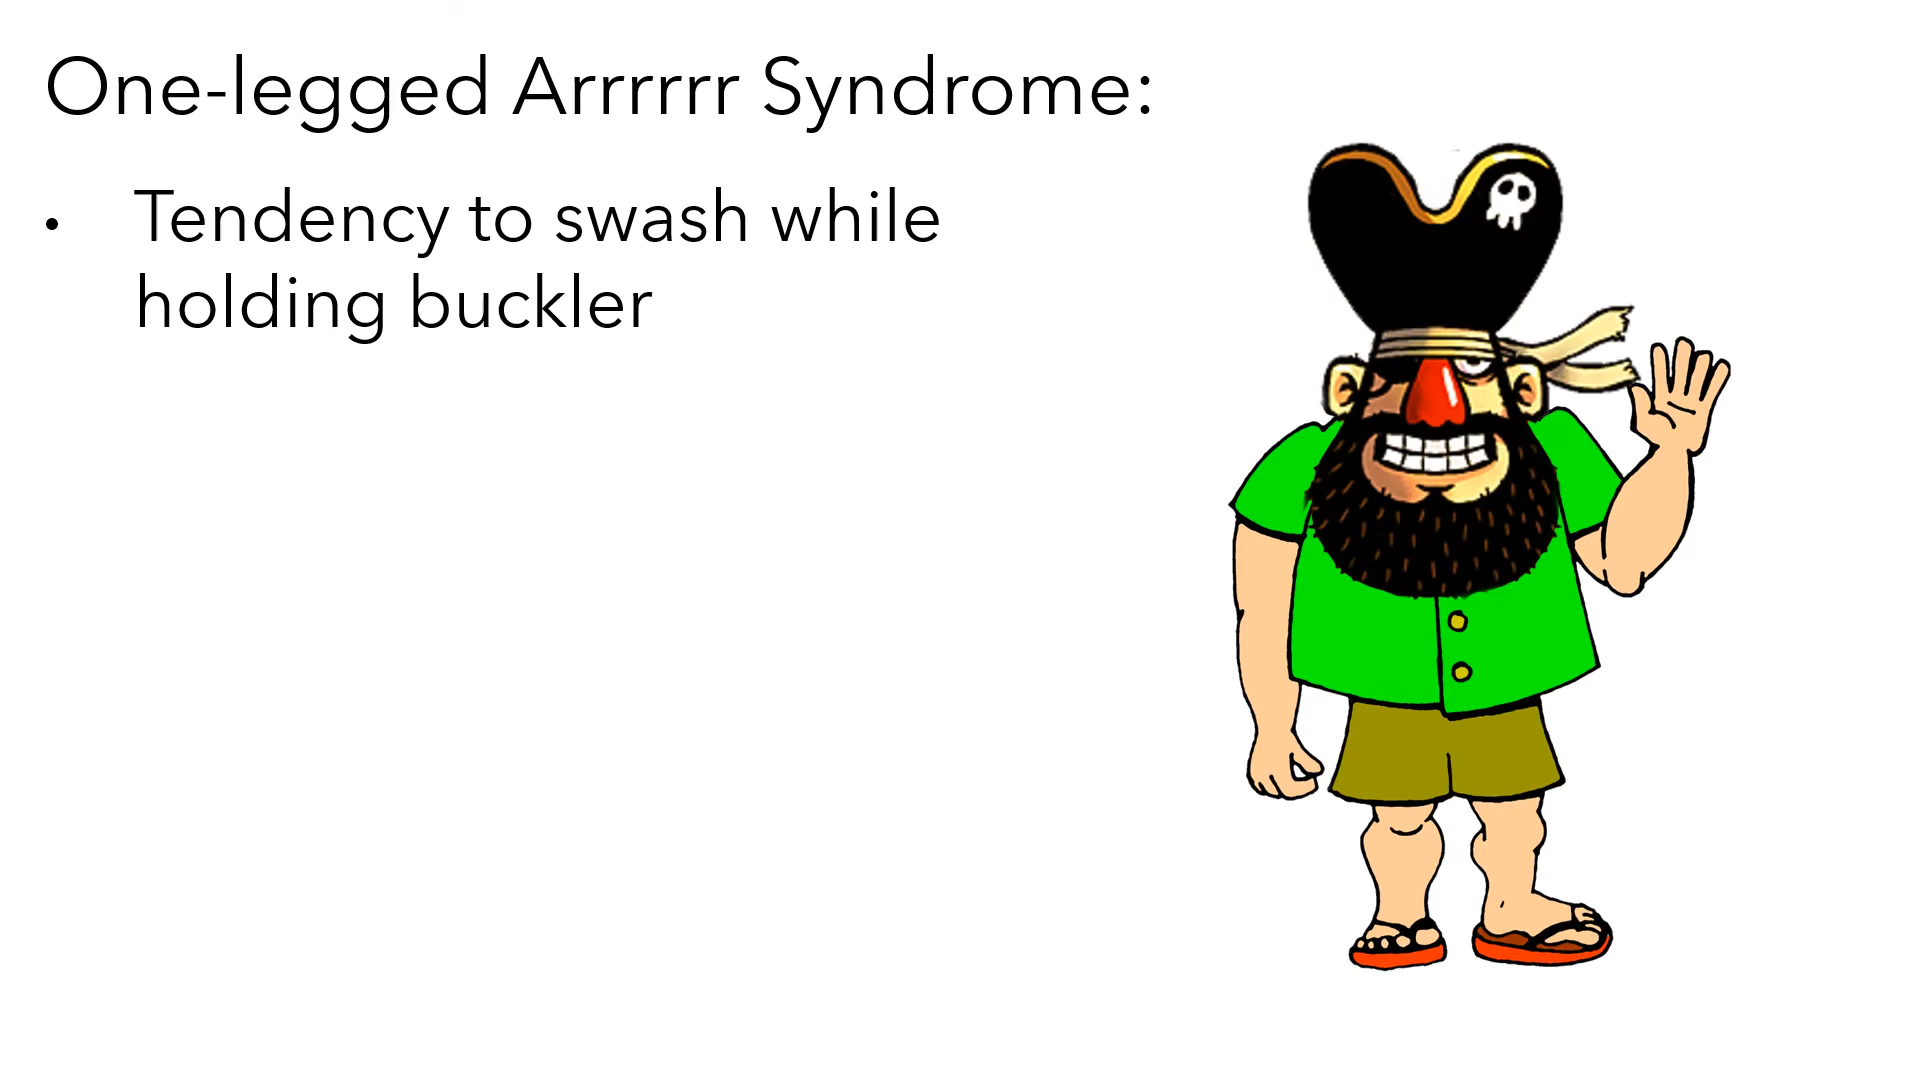 One-legged Arrrrrr Syndrome:
• Tendency to swash while
holding buckler